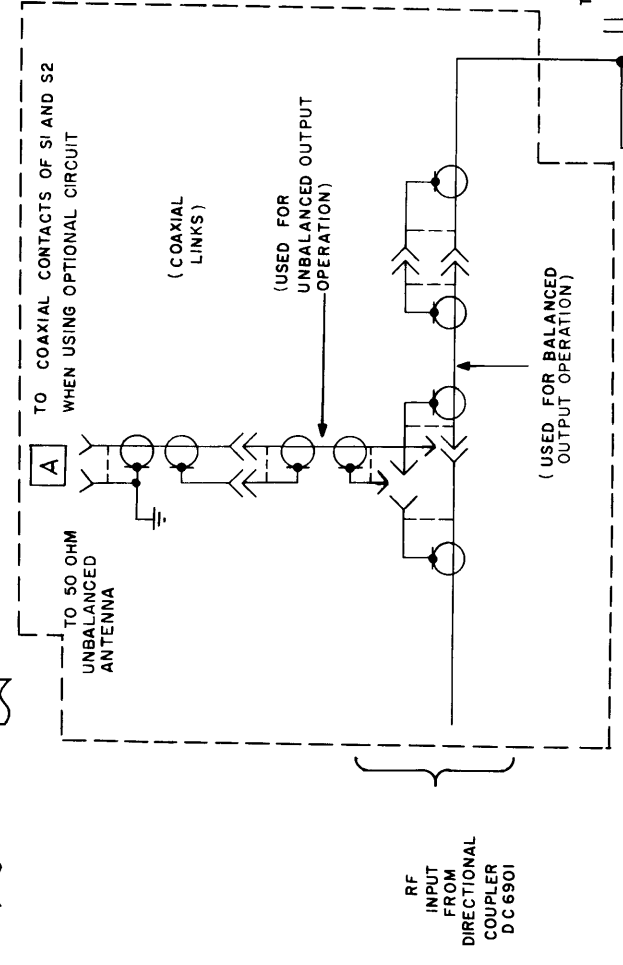 TO COAXIAL CONTACTS OF S1 AND S2
WHEN USING OPTIONAL CIRCUIT
A
TO 50 OHM
UNBALANCED
ANTENNA
(COAXIAL
LINKS)
(USED FOR
UNBALANCED OUTPUT
OPERATION)
(USED FOR BALANCED
OUTPUT OPERATION)
RF
INPUT
FROM
DIRECTIONAL
COUPLER
DC6901